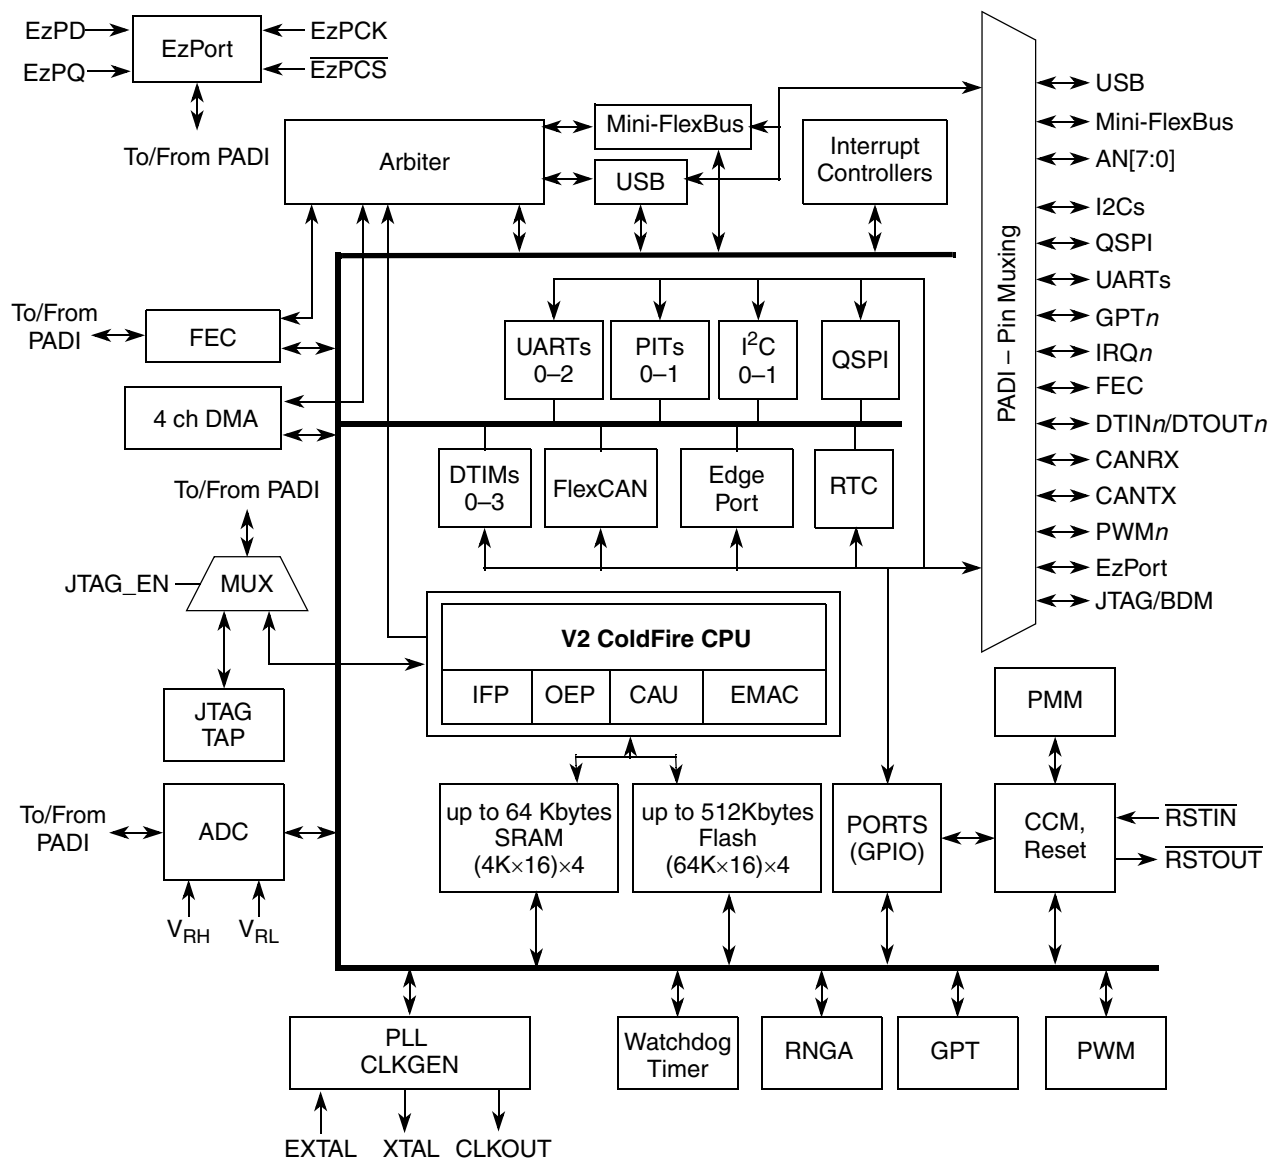 EzPD
EzPQ
EzPort
EzPCK
EzPCS
To/From PADI
Arbiter
Mini-FlexBus
USB
Interrupt
Controllers
PADI – Pin Muxing
USB
Mini-FlexBus
AN[7:0]
I2Cs
QSPI
UARTs
GPTn
IRQn
FEC
DTINn/DTOUTn
CANRX
CANTX
PWMn
EzPort
JTAG/BDM
To/From
PADI
FEC
4 ch DMA
UARTs
0–2
PITs
0–1
I²C
0–1
QSPI
DTIMs
0–3
FlexCAN
Edge
Port
RTC
To/From PADI
JTAG_EN
MUX
JTAG
TAP
V2 ColdFire CPU
IFP
OEP
CAU
EMAC
PMM
To/From
PADI
ADC
VRH
VRL
up to 64 Kbytes
SRAM
(4K×16)×4
up to 512Kbytes
Flash
(64K×16)×4
PORTS
(GPIO)
CCM,
Reset
RSTIN
RSTOUT
PLL
CLKGEN
EXTAL
XTAL
CLKOUT
Watchdog
Timer
RNGA
GPT
PWM